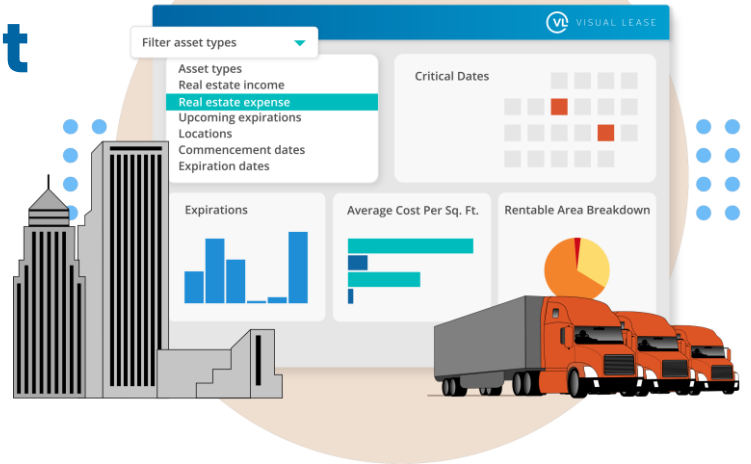 t
VL VISUAL LEASE
Filter asset types
Asset types
Real estate income
Real estate expense
Upcoming expirations
Locations
Commencement dates
Expiration dates
Critical Dates
Expirations
Average Cost Per Sq. Ft.
Rentable Area Breakdown